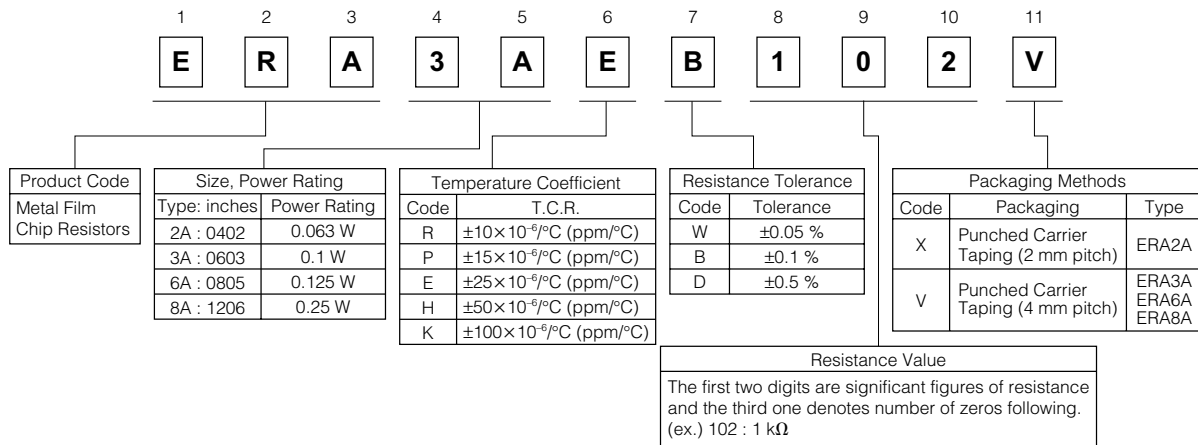 1 2 3 4 5 6 7 8 9 10 11
E R A 3 A E B 1 0 2 V
Product Code
Metal Film
Chip Resistors
Size, Power Rating
Type: inches Power Rating
2A : 0402 0.063 W
3A : 0603 0.1 W
6A : 0805 0.125 W
8A : 1206 0.25 W
Temperature Coefficient
Code T.C.R.
R ±10×10⁻⁶/°C (ppm/°C)
P ±15×10⁻⁶/°C (ppm/°C)
E ±25×10⁻⁶/°C (ppm/°C)
H ±50×10⁻⁶/°C (ppm/°C)
K ±100×10⁻⁶/°C (ppm/°C)
Resistance Tolerance
Code Tolerance
W ±0.05 %
B ±0.1 %
D ±0.5 %
Packaging Methods
Code Packaging Type
X Punched Carrier
Taping (2 mm pitch) ERA2A
V Punched Carrier
Taping (4 mm pitch) ERA3A
ERA6A
ERA8A
Resistance Value
The first two digits are significant figures of resistance
and the third one denotes number of zeros following.
(ex.) 102 : 1 kΩ